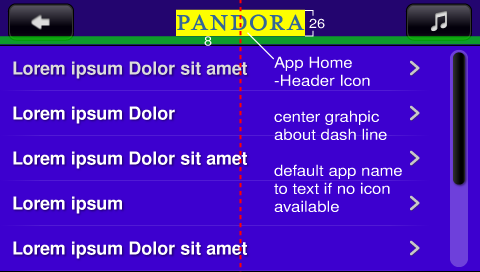 PANDORA
26
8
Lorem ipsum Dolor sit amet
Lorem ipsum Dolor
Lorem ipsum Dolor sit amet
Lorem ipsum
Lorem ipsum Dolor sit amet
App Home
-Header Icon
center grahpic
about dash line
default app name
to text if no icon
available